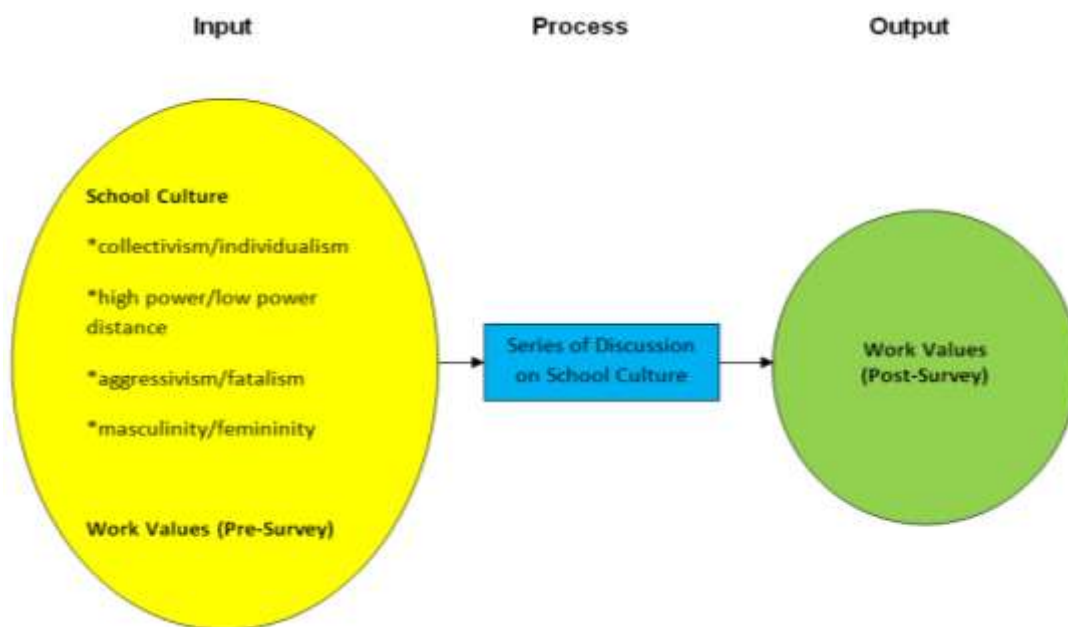 Input
Process
Output
School Culture
*collectivism/individualism
*high power/low power
distance
*aggressivism/fatalism
*masculinity/femininity
Work Values (Pre-Survey)
Series of Discussion
on School Culture
Work Values
(Post-Survey)